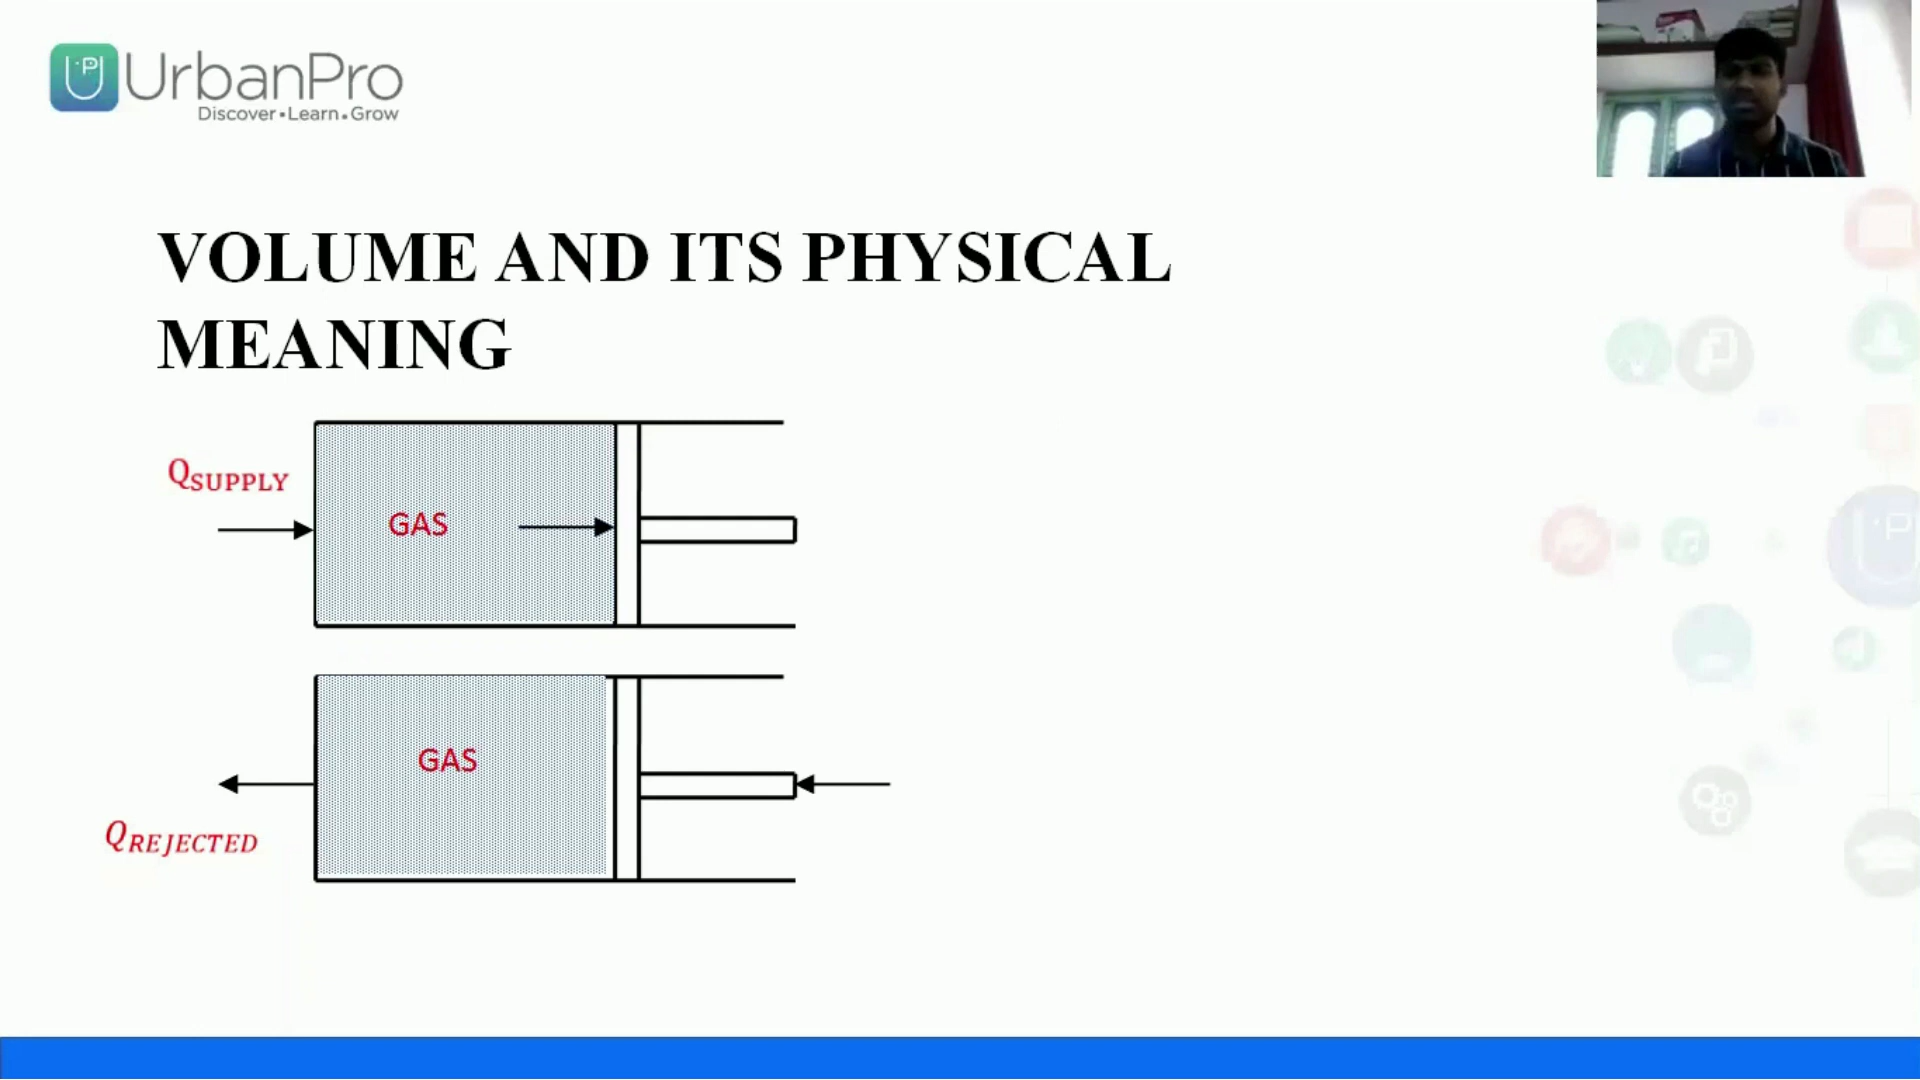 UrbanPro
Discover•Learn•Grow
VOLUME AND ITS PHYSICAL
MEANING
QSUPPLY
GAS
GAS
QREJECTED